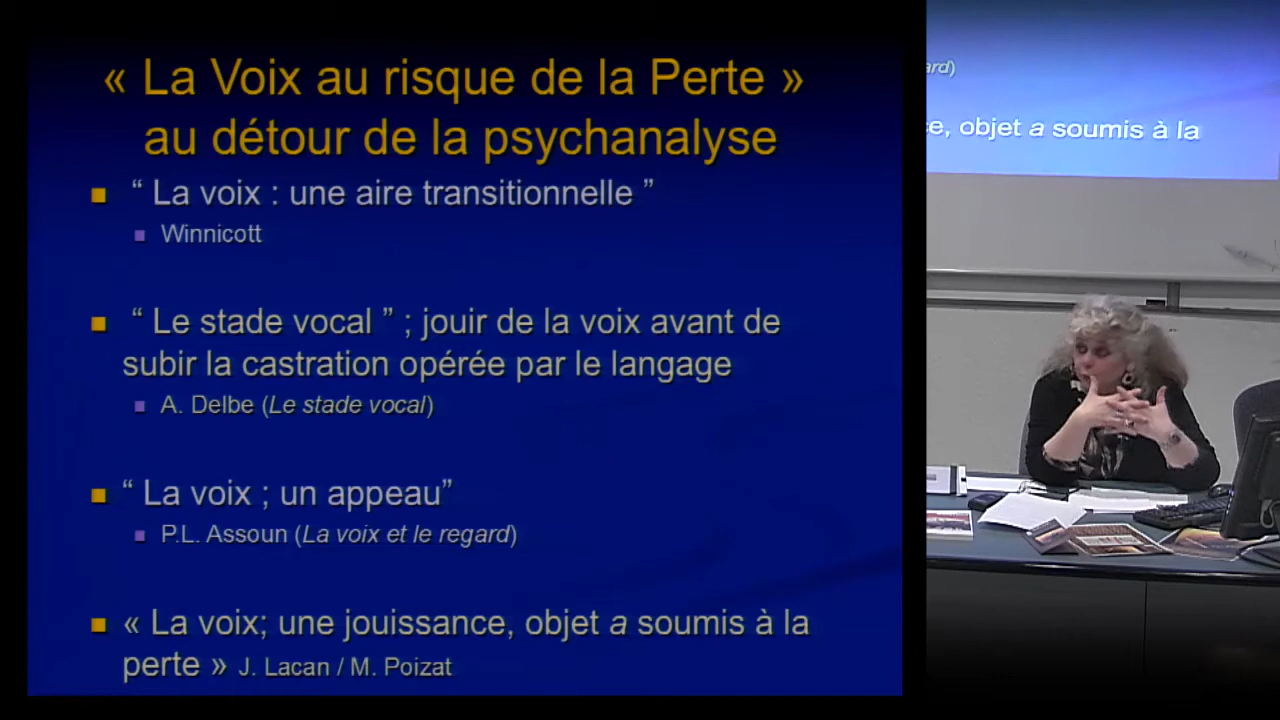 « La Voix au risque de la Perte »
au détour de la psychanalyse
“ La voix : une aire transitionnelle ”
Winnicott
“ Le stade vocal ” ; jouir de la voix avant de
subir la castration opérée par le langage
A. Delbe (Le stade vocal)
“ La voix ; un appeau”
P.L. Assoun (La voix et le regard)
« La voix; une jouissance, objet a soumis à la
perte » J. Lacan / M. Poizat
ard)
e, objet a soumis à la